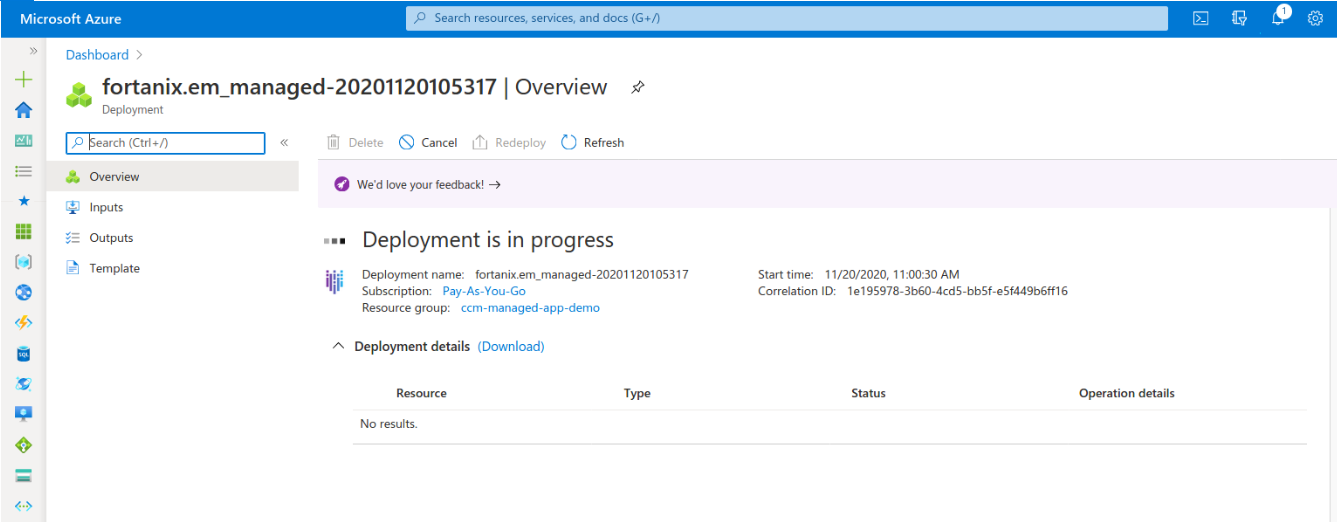 Microsoft Azure
Search resources, services, and docs (G+/)
1
»
Dashboard >
fortanix.em_managed-20201120105317 | Overview
Deployment
Search (Ctrl+/)
«
Delete
Cancel
Redeploy
Refresh
Overview
We'd love your feedback! →
Inputs
Outputs
Template
Deployment is in progress
Deployment name: fortanix.em_managed-20201120105317
Start time: 11/20/2020, 11:00:30 AM
Subscription: Pay-As-You-Go
Correlation ID: 1e195978-3b60-4cd5-bb5f-e5f449b6ff16
Resource group: ccm-managed-app-demo
Deployment details (Download)
Resource Type Status Operation details
No results.
SQL